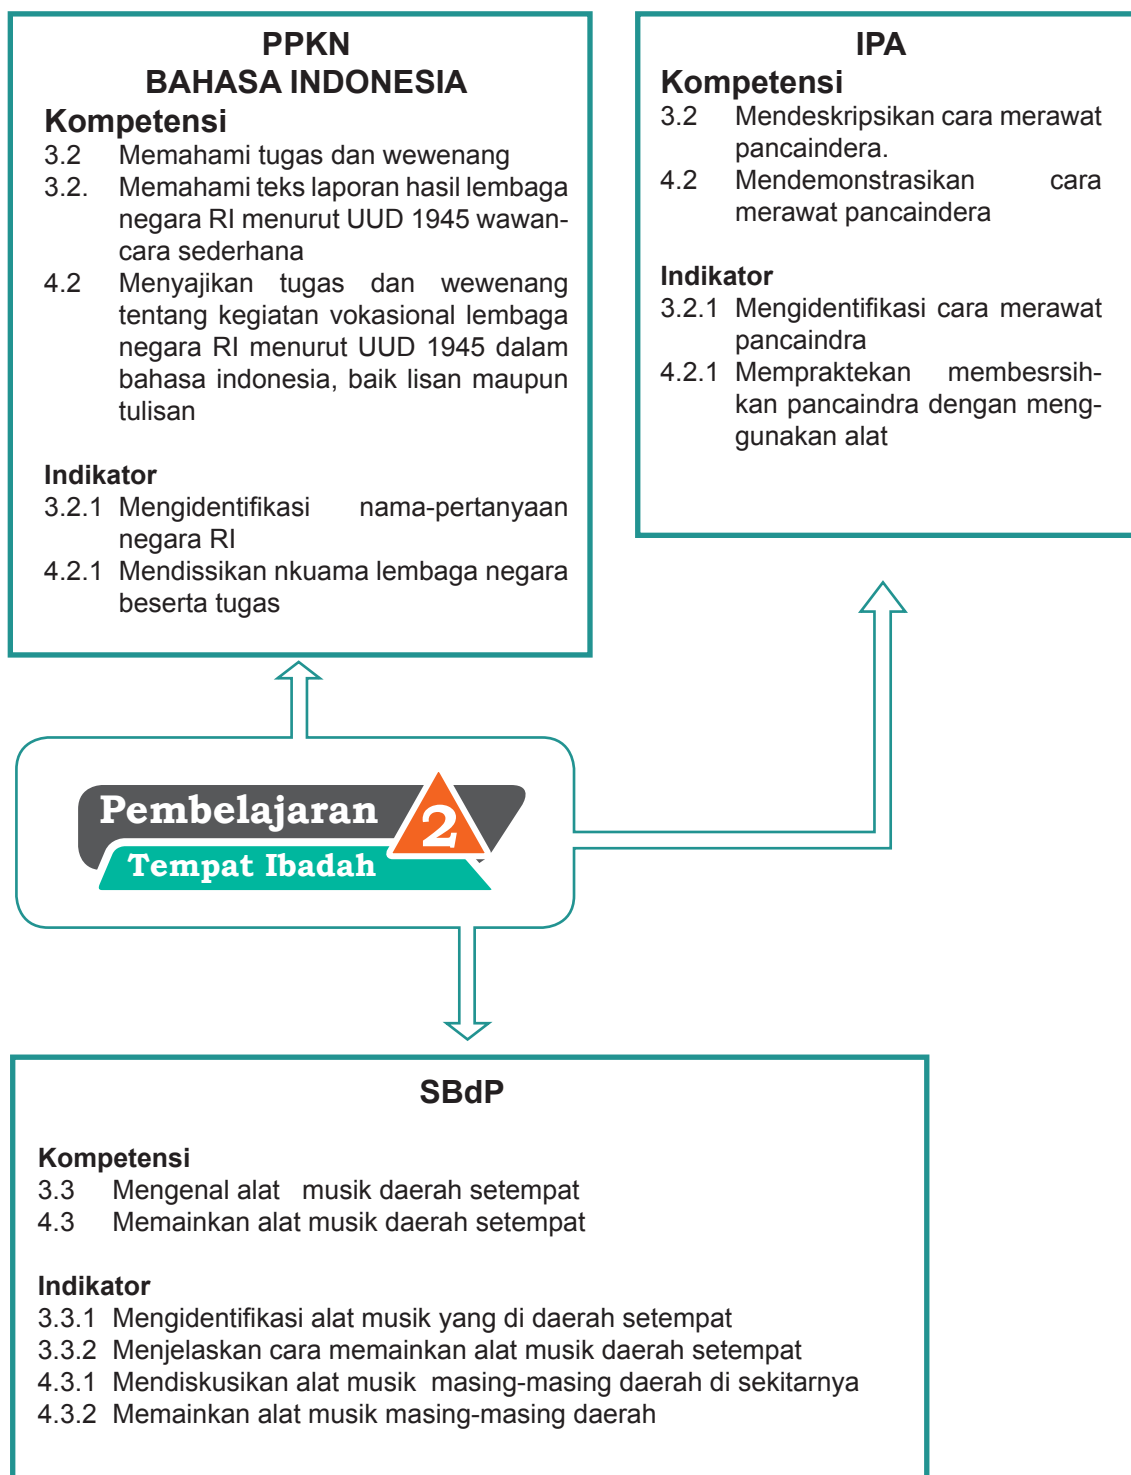 PPKN
BAHASA INDONESIA
Kompetensi
3.2 Memahami tugas dan wewenang
3.2. Memahami teks laporan hasil lembaga
negara RI menurut UUD 1945 wawan-
cara sederhana
4.2 Menyajikan tugas dan wewenang
tentang kegiatan vokasional lembaga
negara RI menurut UUD 1945 dalam
bahasa indonesia, baik lisan maupun
tulisan
Indikator
3.2.1 Mengidentifikasi nama-pertanyaan
negara RI
4.2.1 Mendissikan nkuama lembaga negara
beserta tugas
IPA
Kompetensi
3.2 Mendeskripsikan cara merawat
pancaindera.
4.2 Mendemonstrasikan cara
merawat pancaindera
Indikator
3.2.1 Mengidentifikasi cara merawat
pancaindra
4.2.1 Mempraktekan membesrsih-
kan pancaindra dengan meng-
gunakan alat
Pembelajaran 2
Tempat Ibadah
SBdP
Kompetensi
3.3 Mengenal alat musik daerah setempat
4.3 Memainkan alat musik daerah setempat
Indikator
3.3.1 Mengidentifikasi alat musik yang di daerah setempat
3.3.2 Menjelaskan cara memainkan alat musik daerah setempat
4.3.1 Mendiskusikan alat musik masing-masing daerah di sekitarnya
4.3.2 Memainkan alat musik masing-masing daerah